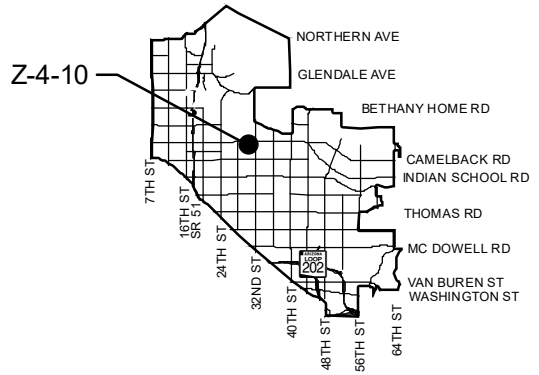 NORTHERN AVE
Z-4-10
GLENDALE AVE
BETHANY HOME RD
CAMELBACK RD
INDIAN SCHOOL RD
THOMAS RD
MC DOWELL RD
VAN BUREN ST
WASHINGTON ST
7TH ST
16TH ST
SR 51
24TH ST
32ND ST
40TH ST
48TH ST
56TH ST
64TH ST
ARIZONA
LOOP
202